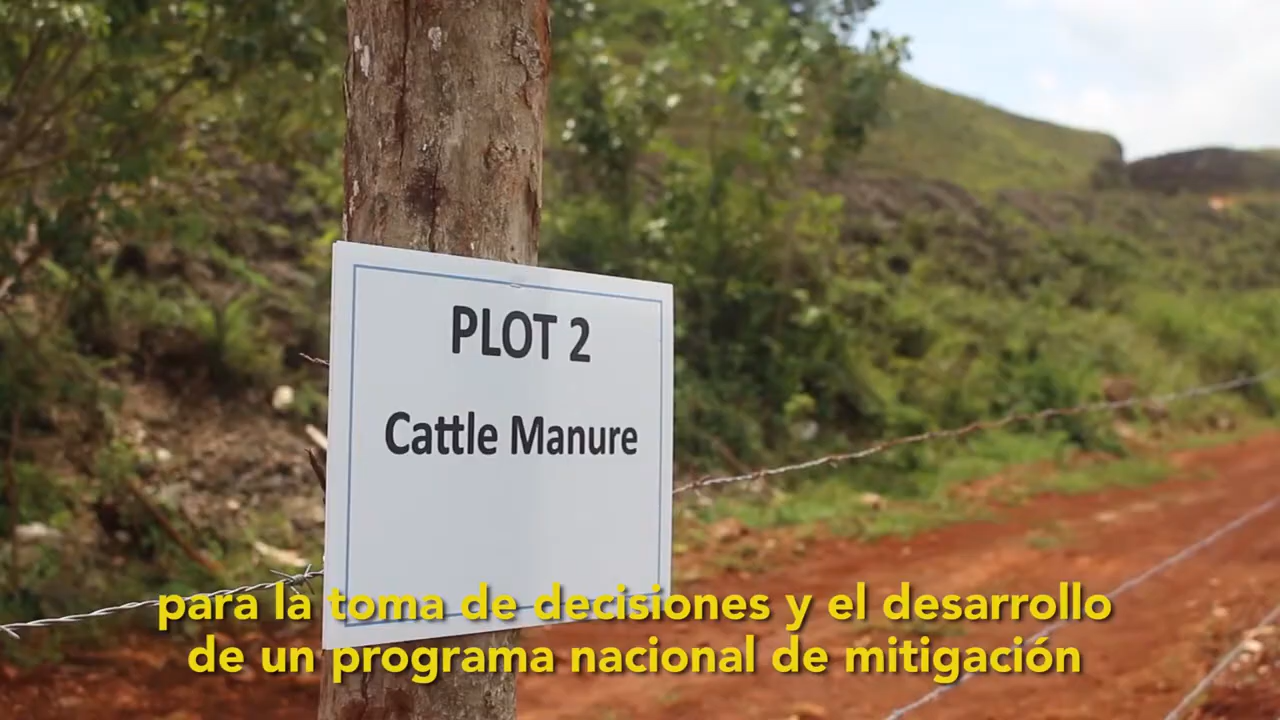 PLOT 2
Cattle Manure
para la toma de decisiones y el desarrollo
de un programa nacional de mitigación